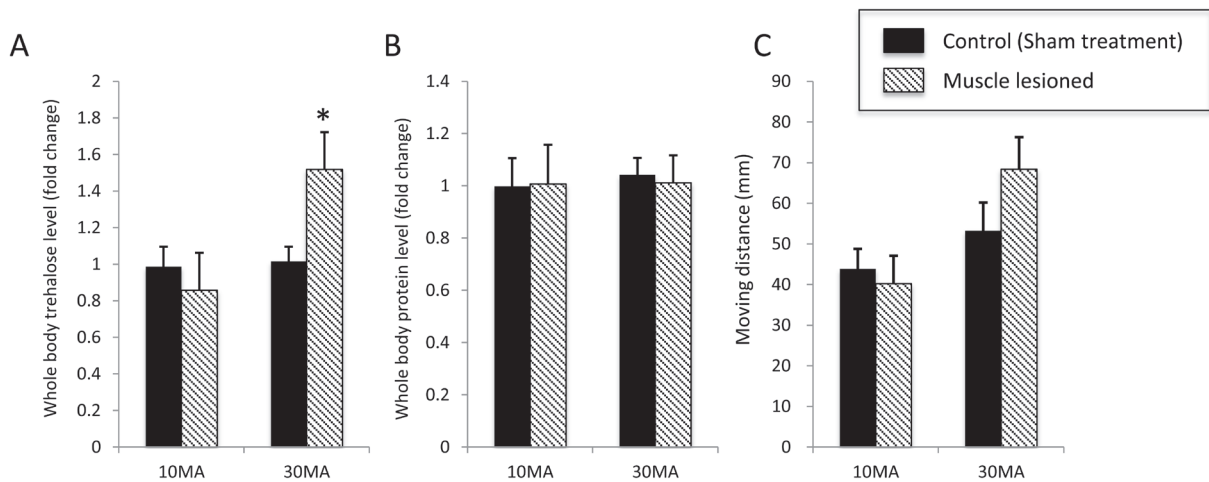 A
B
C
Control (Sham treatment)
Muscle lesioned
Whole body trehalose level (fold change)
2
1.8
1.6
1.4
1.2
1
0.8
0.6
0.4
0.2
0
*
10MA
30MA
Whole body protein level (fold change)
1.4
1.2
1
0.8
0.6
0.4
0.2
0
10MA
30MA
Moving distance (mm)
90
80
70
60
50
40
30
20
10
0
10MA
30MA